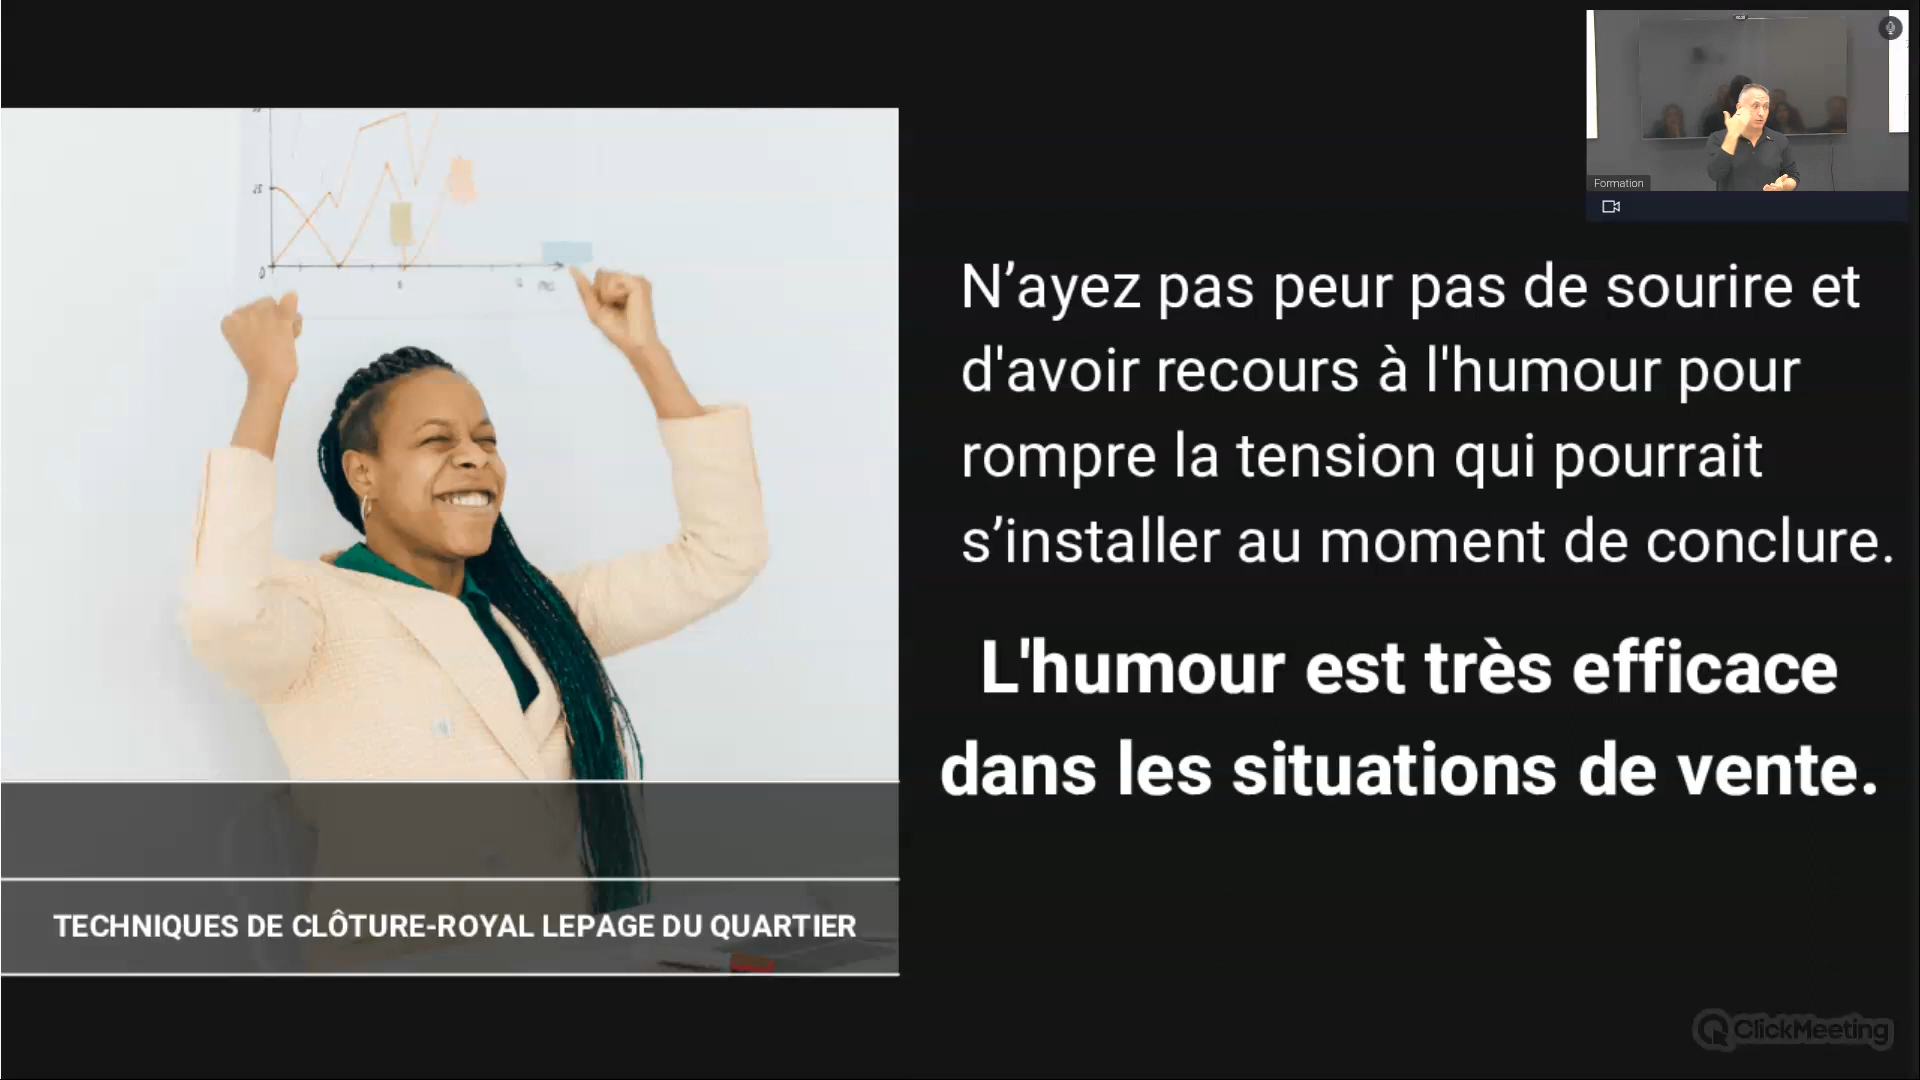 N’ayez pas peur pas de sourire et
d'avoir recours à l'humour pour
rompre la tension qui pourrait
s’installer au moment de conclure.
L'humour est très efficace
dans les situations de vente.
TECHNIQUES DE CLÔTURE-ROYAL LEPAGE DU QUARTIER
Formation
ClickMeeting